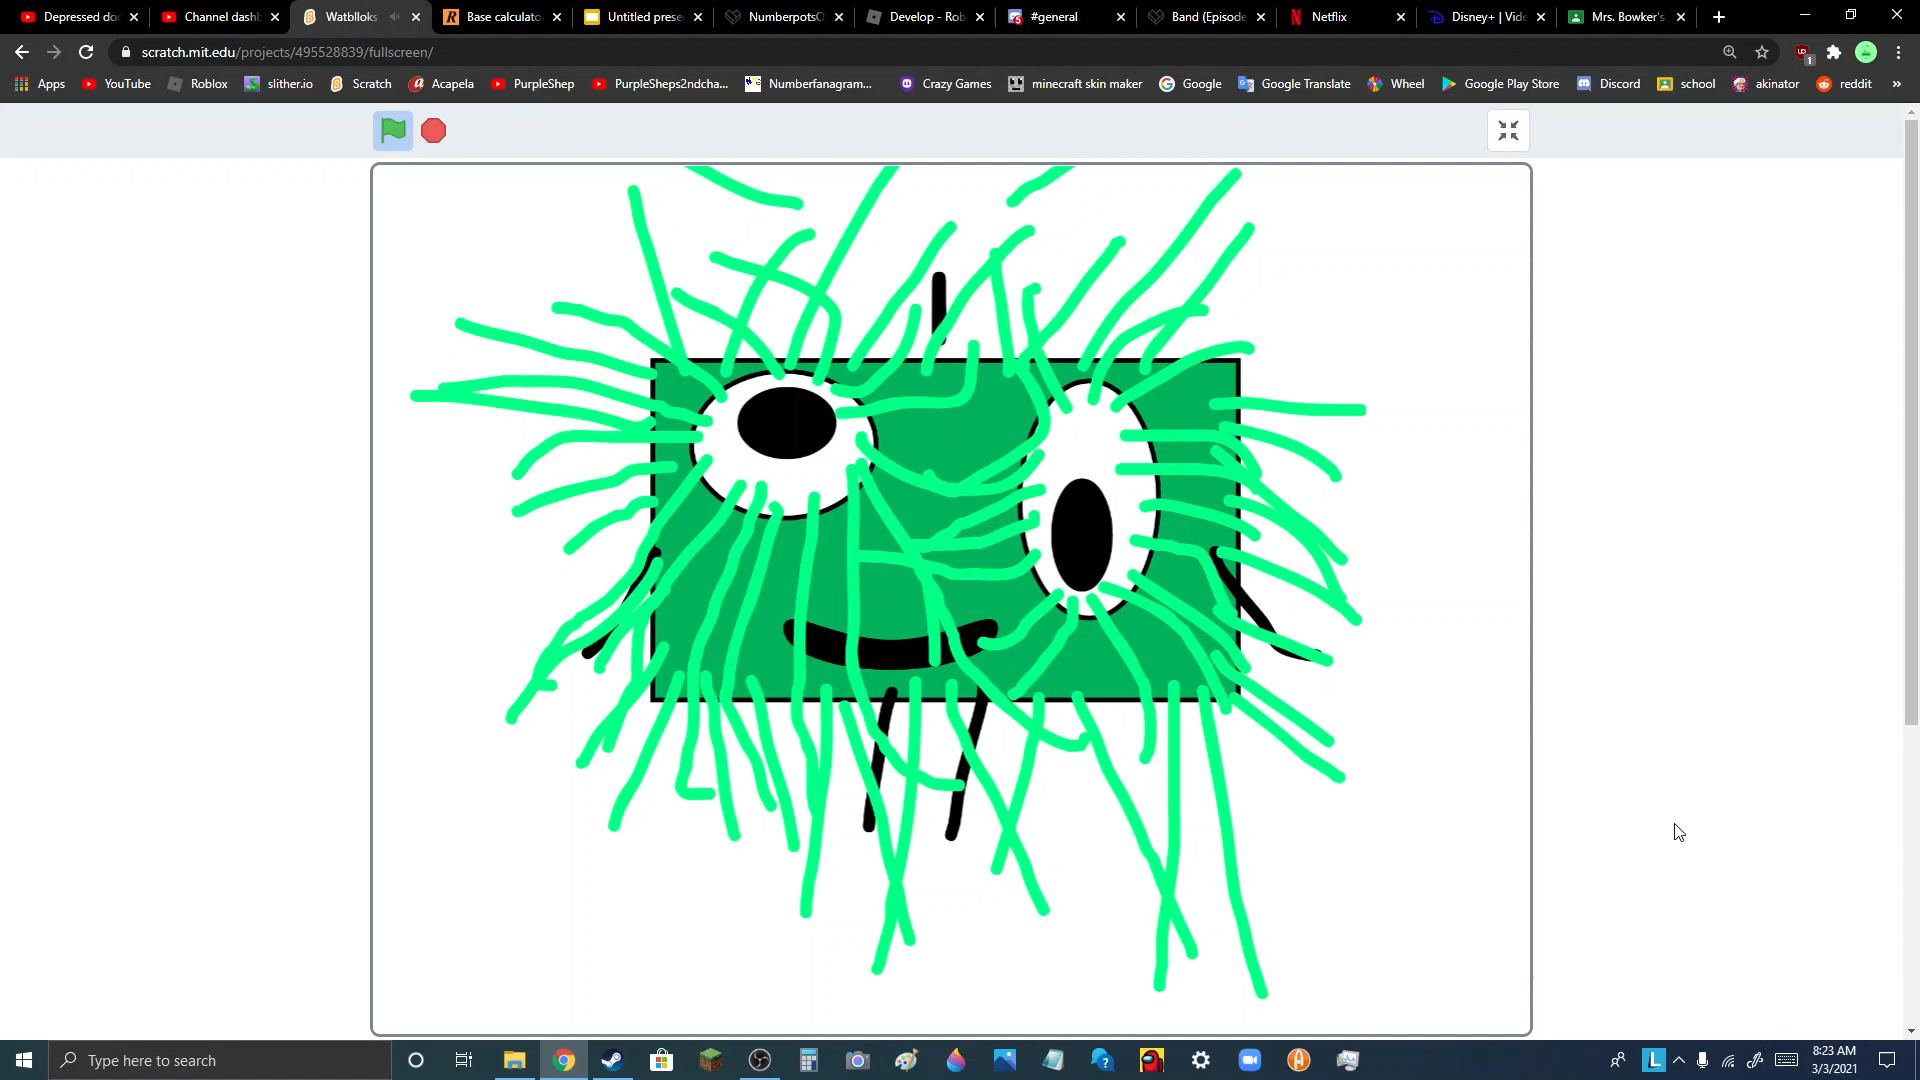 Depressed do
Channel dashb
Watblloks
Base calculato
Untitled prese
NumberpotsO
Develop - Rob
#general
Band (Episode
Netflix
Disney+ | Vide
Mrs. Bowker's
scratch.mit.edu/projects/495528839/fullscreen/
Apps
YouTube
Roblox
slither.io
Scratch
Acapela
PurpleShep
PurpleSheps2ndcha...
Numberfanagram...
Crazy Games
minecraft skin maker
Google
Google Translate
Wheel
Google Play Store
Discord
school
akinator
reddit
Type here to search
8:23 AM
3/3/2021